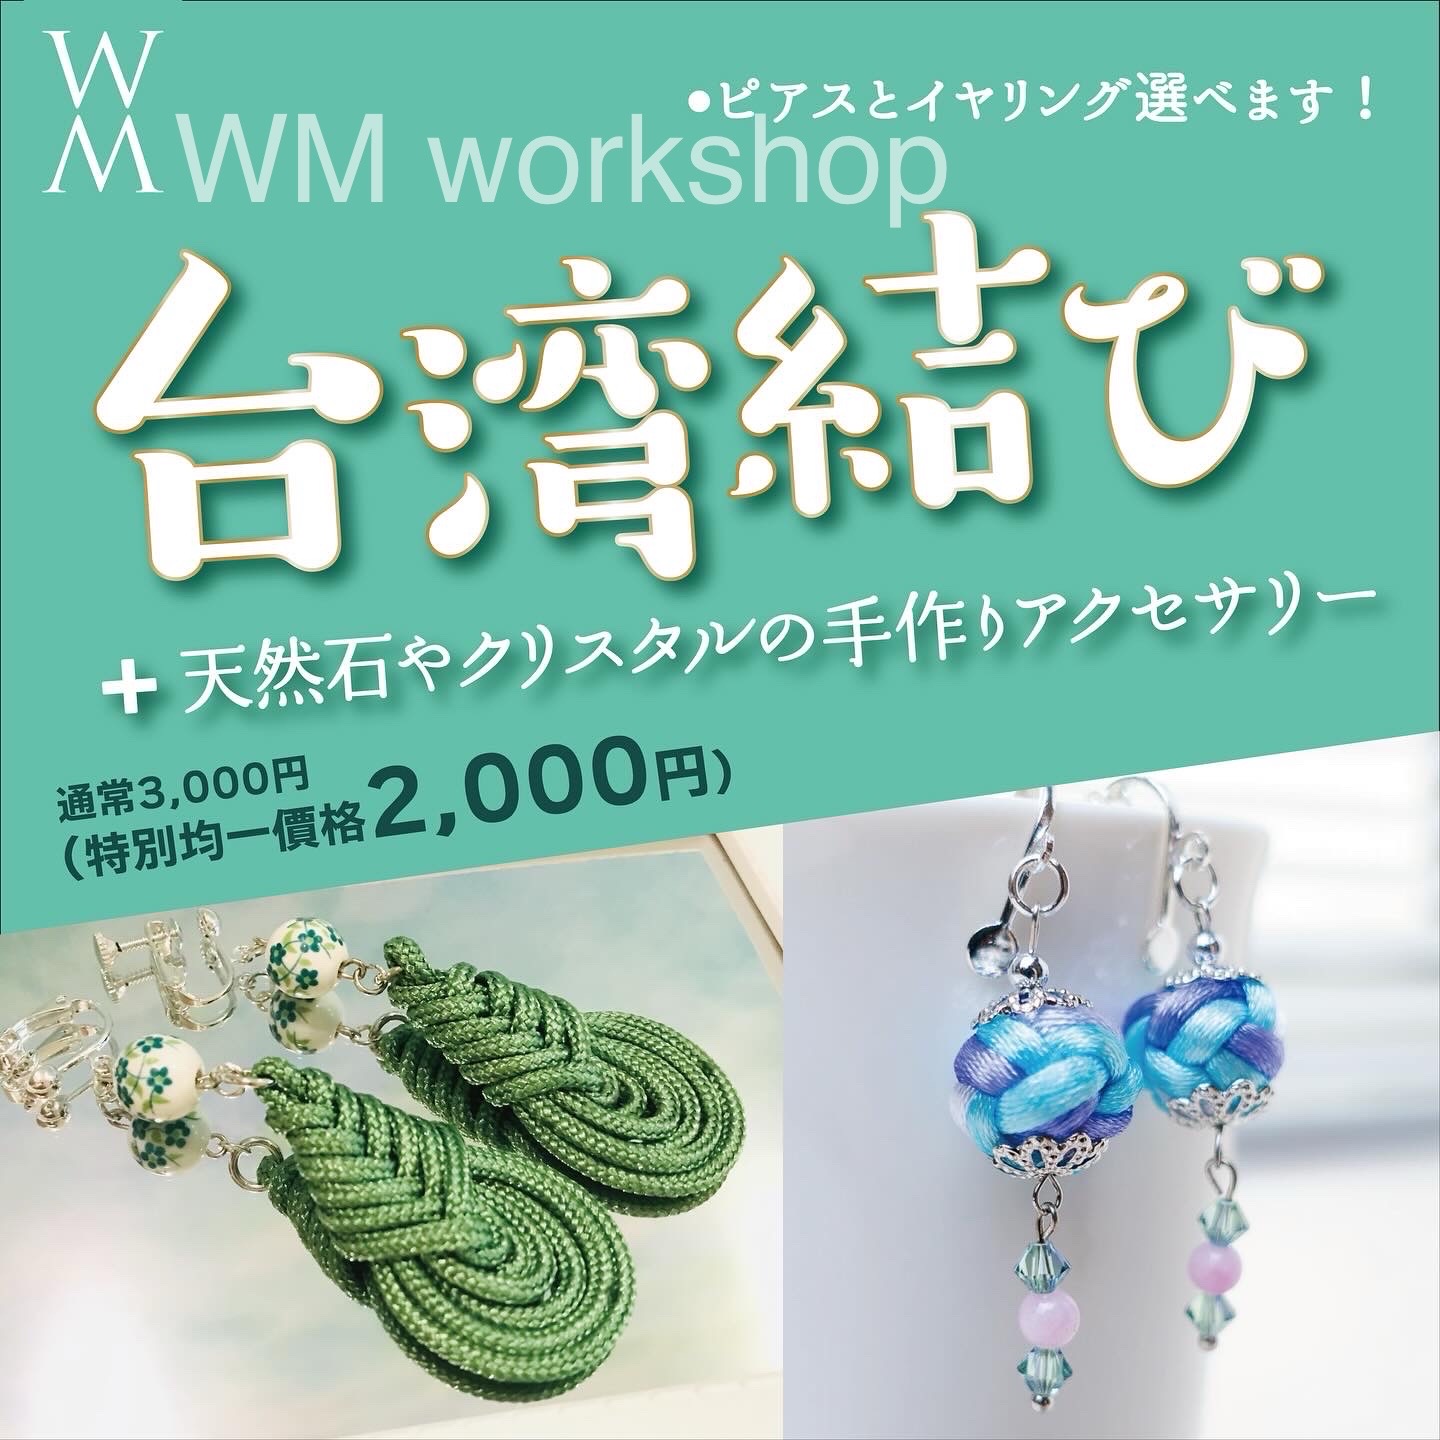 W
M
•ピアスとイヤリング選べます！
WM workshop
台湾結び
+天然石やクリスタルの手作りアクセサリー
通常3,000円
(特別均一價格2,000円)